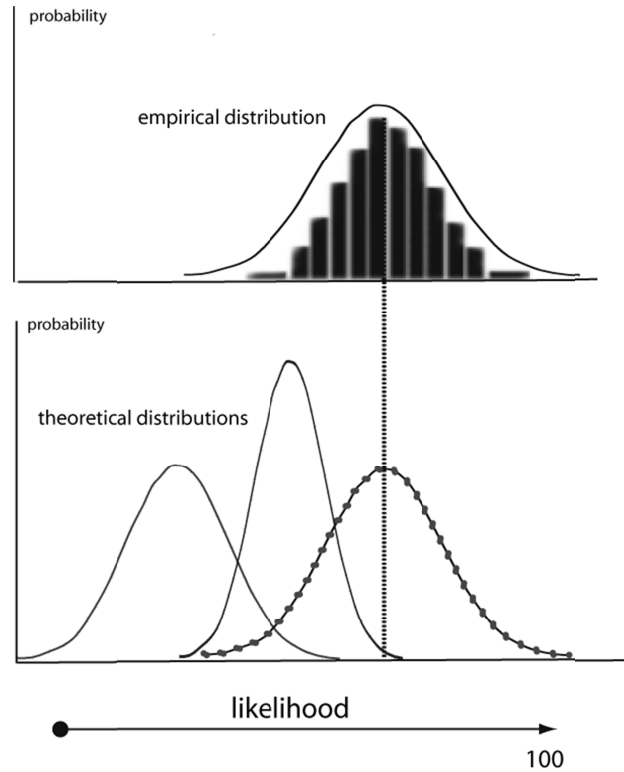 probability
empirical distribution
probability
theoretical distributions
likelihood
100